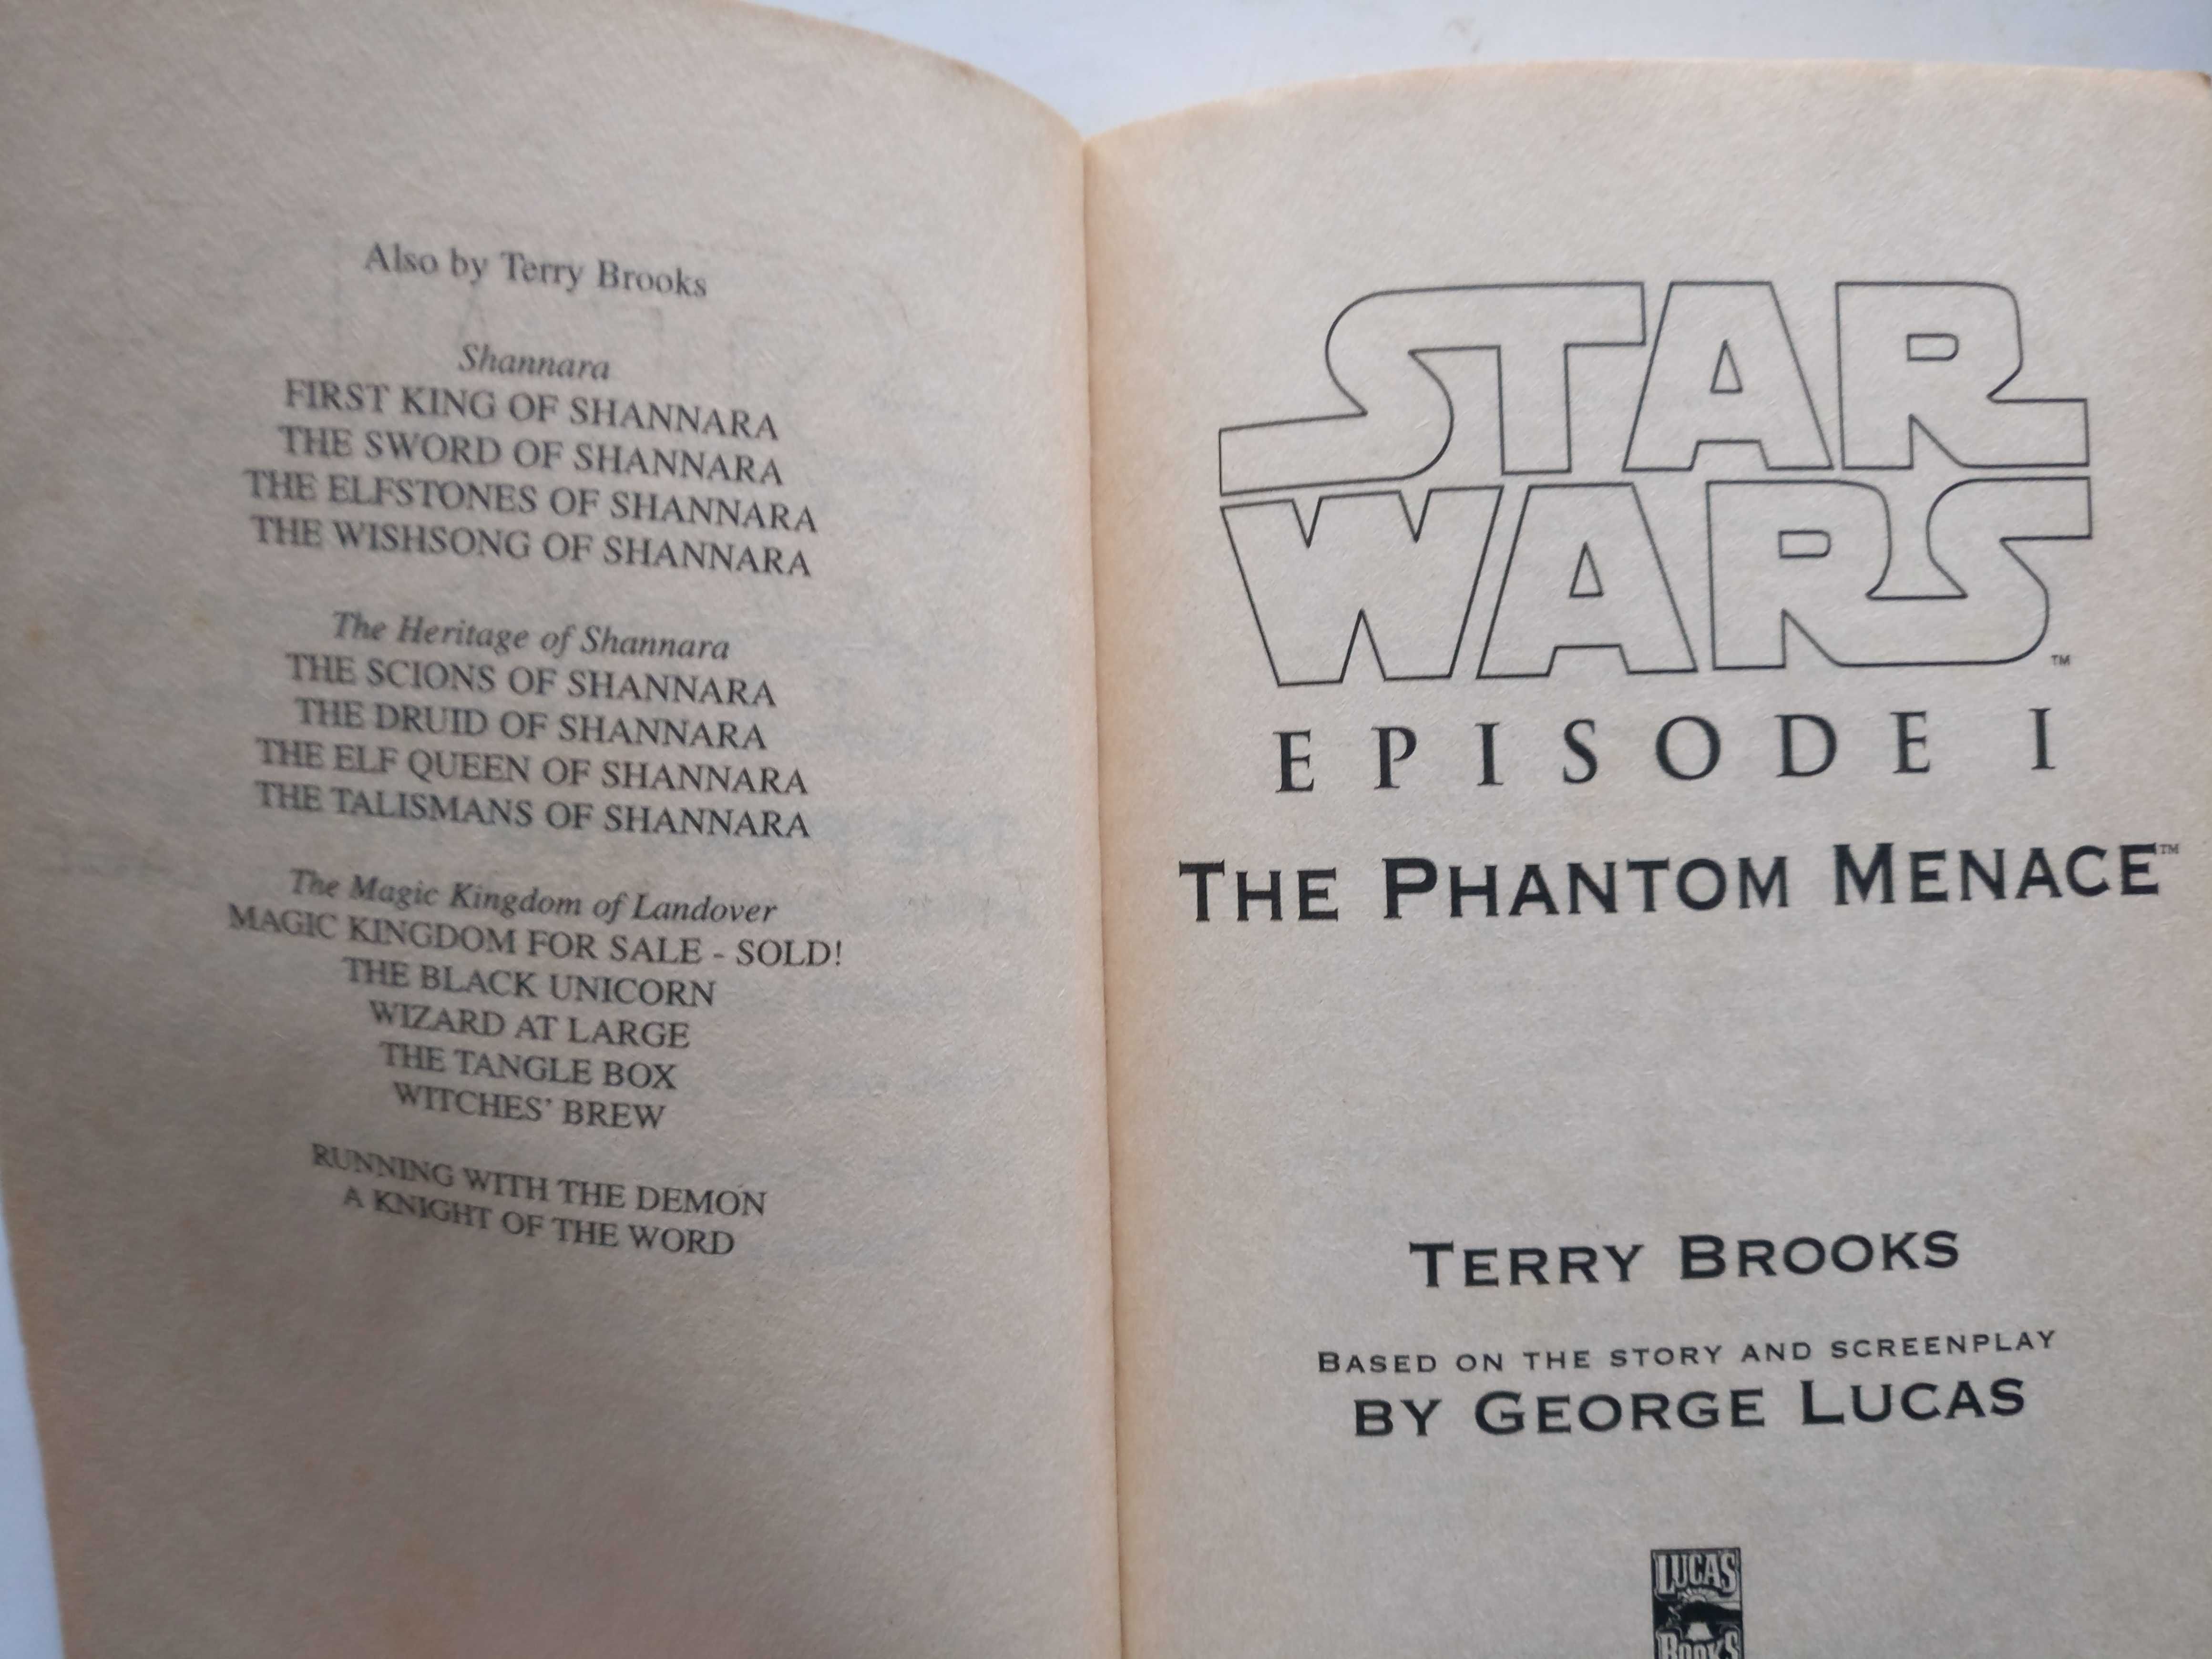 Also by Terry Brooks
Shannara
FIRST KING OF SHANNARA
THE SWORD OF SHANNARA
THE ELFSTONES OF SHANNARA
THE WISHSONG OF SHANNARA
The Heritage of Shannara
THE SCIONS OF SHANNARA
THE DRUID OF SHANNARA
THE ELF QUEEN OF SHANNARA
THE TALISMANS OF SHANNARA
The Magic Kingdom of Landover
MAGIC KINGDOM FOR SALE - SOLD!
THE BLACK UNICORN
WIZARD AT LARGE
THE TANGLE BOX
WITCHES' BREW
RUNNING WITH THE DEMON
A KNIGHT OF THE WORD
STAR
WARS™
EPISODE I
THE PHANTOM MENACE™
TERRY BROOKS
BASED ON THE STORY AND SCREENPLAY
BY GEORGE LUCAS
LUCAS
BOOKS